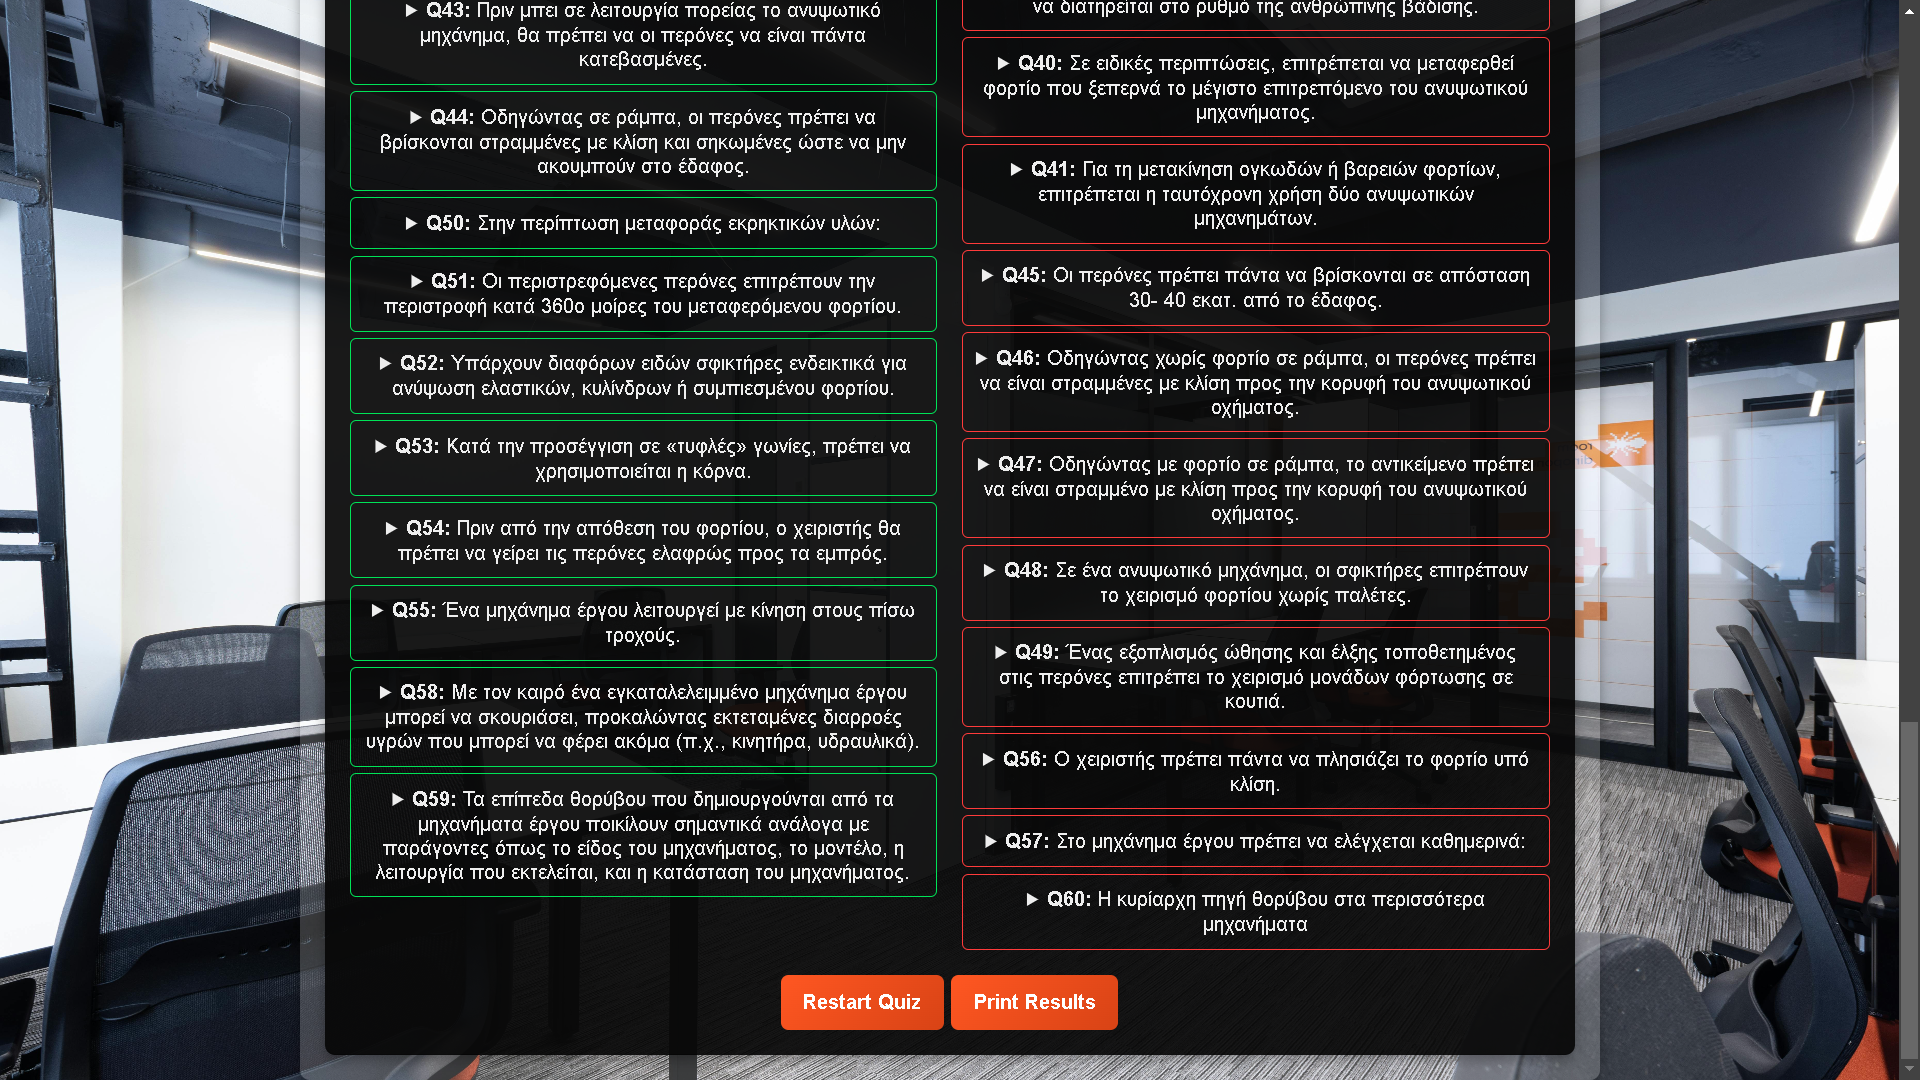 ▶ Q43: Πριν μπει σε λειτουργία πορείας το ανυψωτικό
μηχάνημα, θα πρέπει να οι περόνες να είναι πάντα
κατεβασμένες.
▶ Q44: Οδηγώντας σε ράμπα, οι περόνες πρέπει να
βρίσκονται στραμμένες με κλίση και σηκωμένες ώστε να μην
ακουμπούν στο έδαφος.
▶ Q50: Στην περίπτωση μεταφοράς εκρηκτικών υλών:
▶ Q51: Οι περιστρεφόμενες περόνες επιτρέπουν την
περιστροφή κατά 360ο μοίρες του μεταφερόμενου φορτίου.
▶ Q52: Υπάρχουν διαφόρων ειδών σφικτήρες ενδεικτικά για
ανύψωση ελαστικών, κυλίνδρων ή συμπιεσμένου φορτίου.
▶ Q53: Κατά την προσέγγιση σε «τυφλές» γωνίες, πρέπει να
χρησιμοποιείται η κόρνα.
▶ Q54: Πριν από την απόθεση του φορτίου, ο χειριστής θα
πρέπει να γείρει τις περόνες ελαφρώς προς τα εμπρός.
▶ Q55: Ένα μηχάνημα έργου λειτουργεί με κίνηση στους πίσω
τροχούς.
▶ Q58: Με τον καιρό ένα εγκαταλελειμμένο μηχάνημα έργου
μπορεί να σκουριάσει, προκαλώντας εκτεταμένες διαρροές
υγρών που μπορεί να φέρει ακόμα (π.χ., κινητήρα, υδραυλικά).
▶ Q59: Τα επίπεδα θορύβου που δημιουργούνται από τα
μηχανήματα έργου ποικίλουν σημαντικά ανάλογα με
παράγοντες όπως το είδος του μηχανήματος, το μοντέλο, η
λειτουργία που εκτελείται, και η κατάσταση του μηχανήματος.
να διατηρείται στο ρυθμό της ανθρώπινης βάδισης.
▶ Q40: Σε ειδικές περιπτώσεις, επιτρέπεται να μεταφερθεί
φορτίο που ξεπερνά το μέγιστο επιτρεπόμενο του ανυψωτικού
μηχανήματος.
▶ Q41: Για τη μετακίνηση ογκωδών ή βαρειών φορτίων,
επιτρέπεται η ταυτόχρονη χρήση δύο ανυψωτικών
μηχανημάτων.
▶ Q45: Οι περόνες πρέπει πάντα να βρίσκονται σε απόσταση
30- 40 εκατ. από το έδαφος.
▶ Q46: Οδηγώντας χωρίς φορτίο σε ράμπα, οι περόνες πρέπει
να είναι στραμμένες με κλίση προς την κορυφή του ανυψωτικού
οχήματος.
▶ Q47: Οδηγώντας με φορτίο σε ράμπα, το αντικείμενο πρέπει
να είναι στραμμένο με κλίση προς την κορυφή του ανυψωτικού
οχήματος.
▶ Q48: Σε ένα ανυψωτικό μηχάνημα, οι σφικτήρες επιτρέπουν
το χειρισμό φορτίου χωρίς παλέτες.
▶ Q49: Ένας εξοπλισμός ώθησης και έλξης τοποθετημένος
στις περόνες επιτρέπει το χειρισμό μονάδων φόρτωσης σε
κουτιά.
▶ Q56: Ο χειριστής πρέπει πάντα να πλησιάζει το φορτίο υπό
κλίση.
▶ Q57: Στο μηχάνημα έργου πρέπει να ελέγχεται καθημερινά:
▶ Q60: Η κυρίαρχη πηγή θορύβου στα περισσότερα
μηχανήματα
Restart Quiz
Print Results